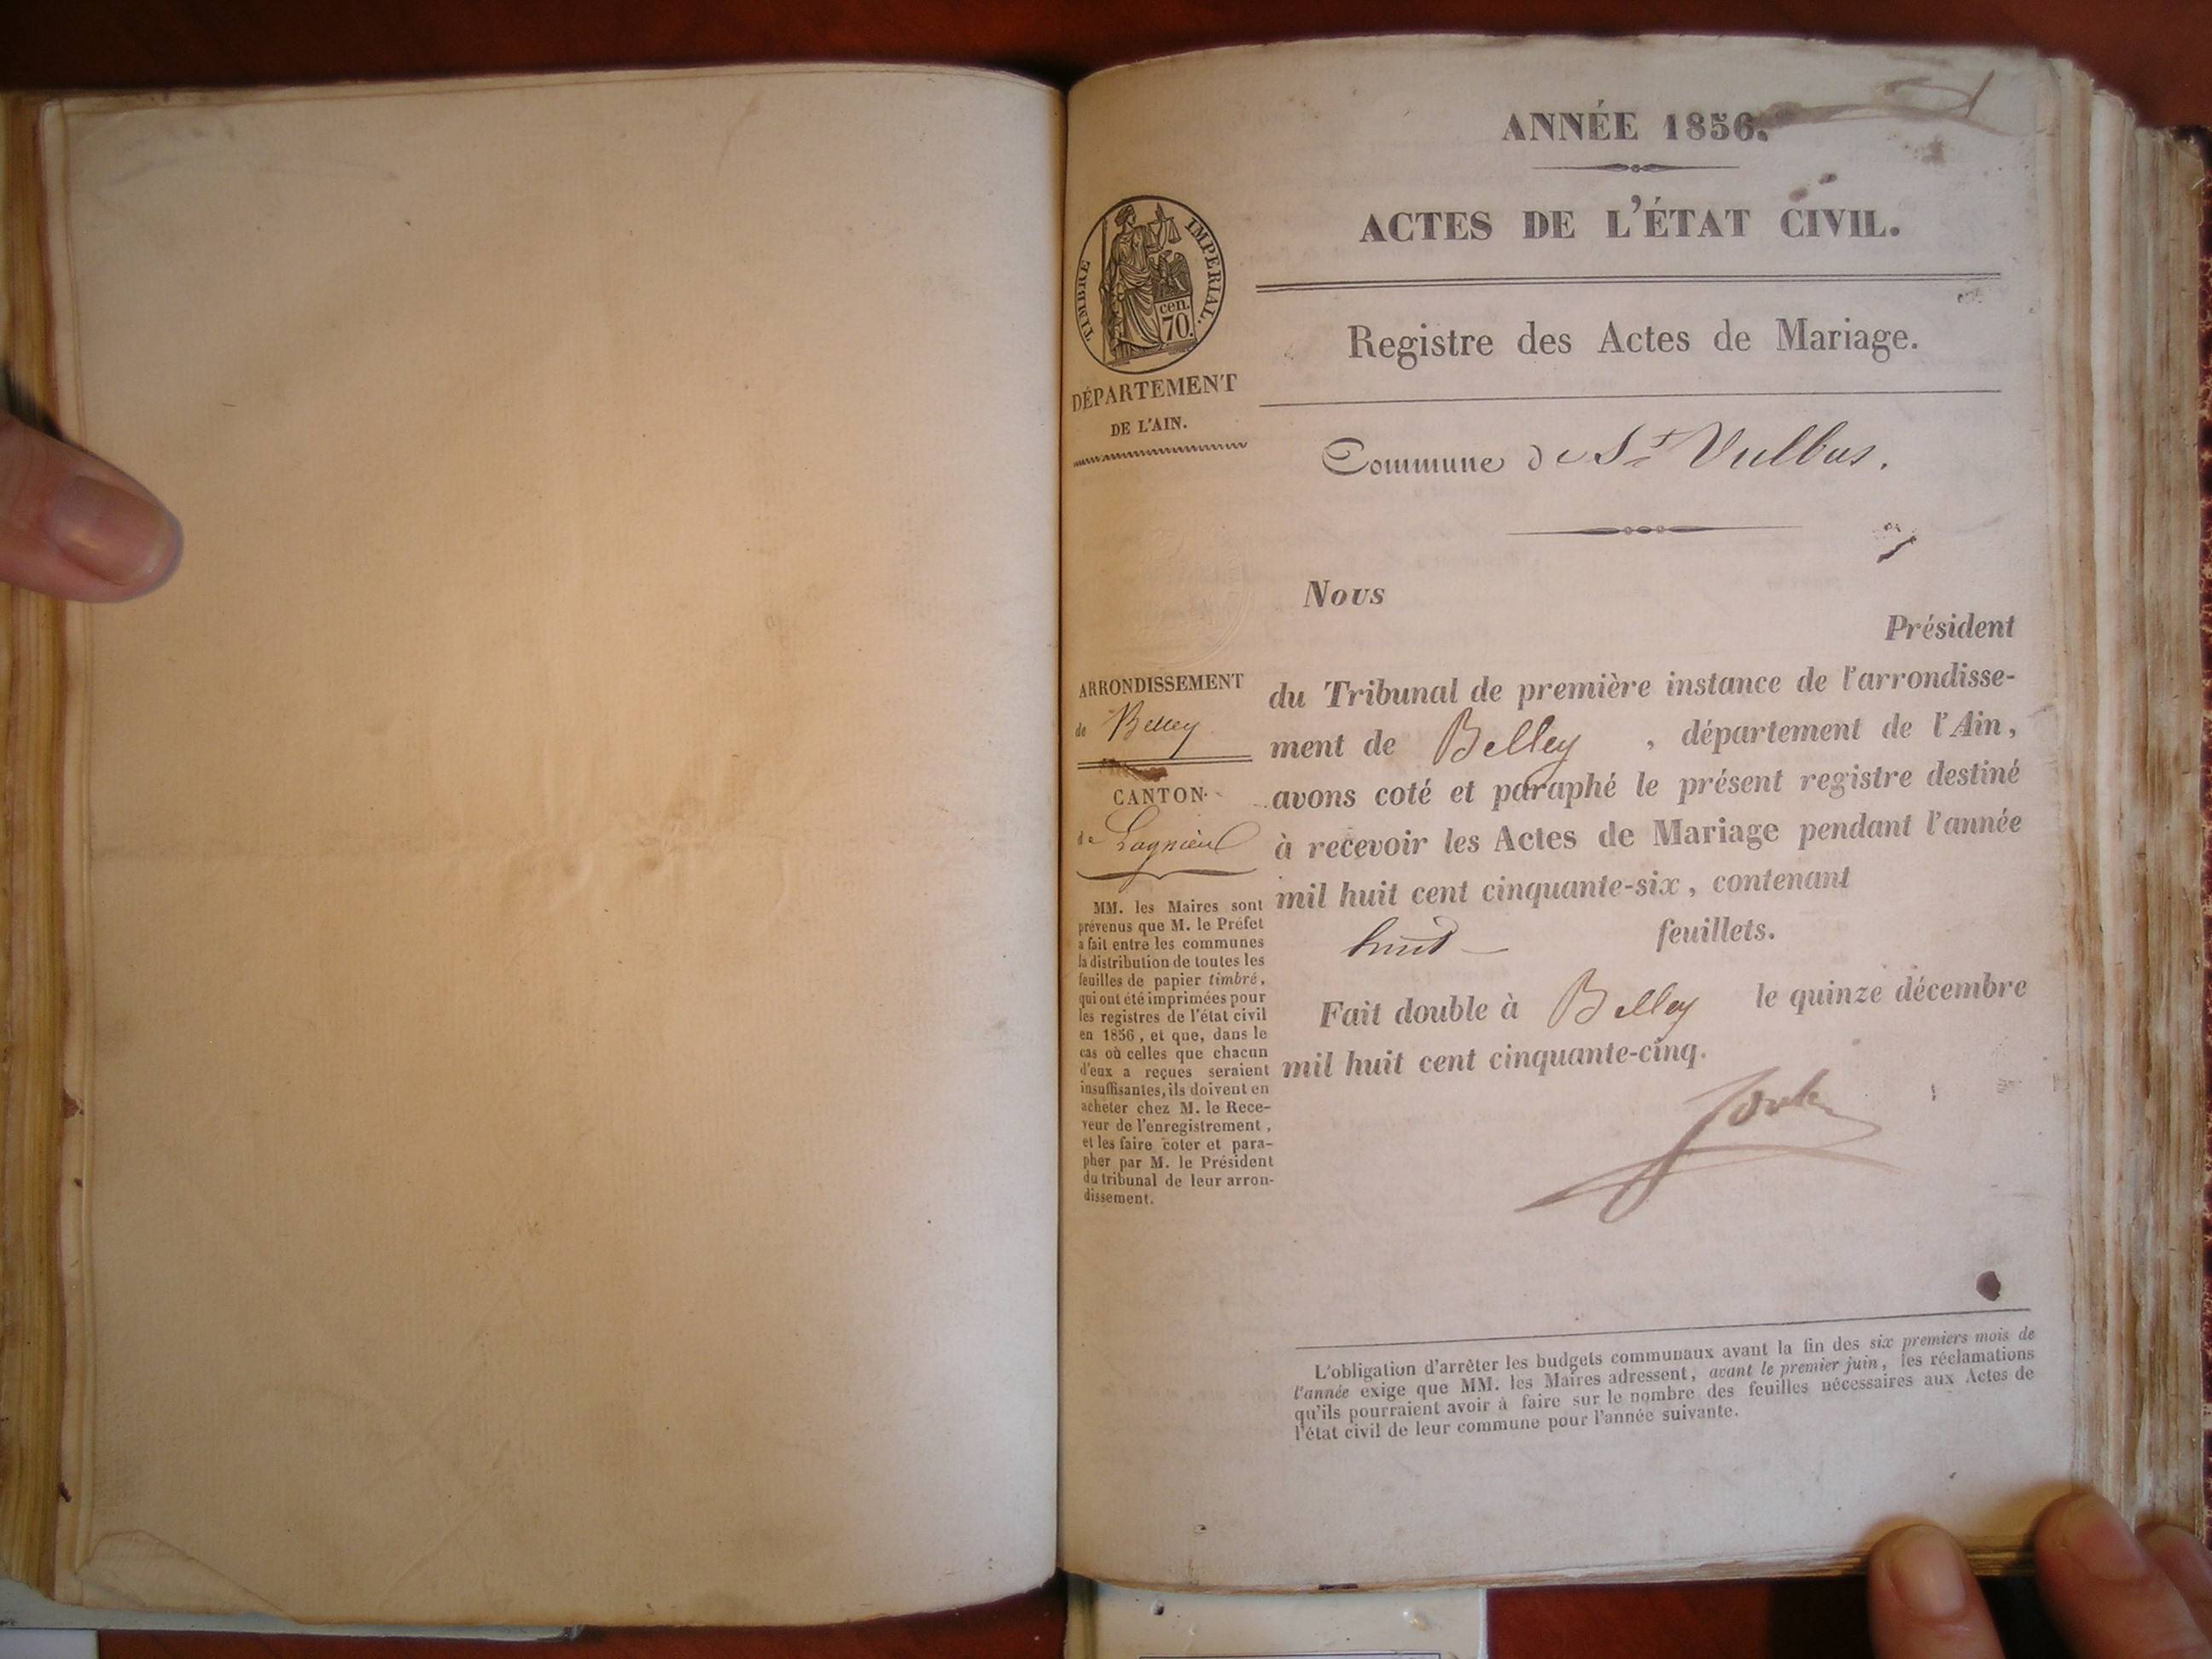 ANNÉE 1856.
ACTES DE L'ÉTAT CIVIL.
TIMBRE IMPERIAL.
cen.
70.
DÉPARTEMENT
DE L'AIN.
Registre des Actes de Mariage.
Commune de St Vulbas.
Nous
Président
du Tribunal de première instance de l'arrondisse-
ment de Belley , département de l'Ain,
avons coté et paraphé le présent registre destiné
à recevoir les Actes de Mariage pendant l'année
mil huit cent cinquante-six, contenant
huit feuillets.
Fait double à Belley le quinze décembre
mil huit cent cinquante-cinq.
ARRONDISSEMENT
de Belley
CANTON
de Lagnieu
MM. les Maires sont
prévenus que M. le Préfet
a fait entre les communes
la distribution de toutes les
feuilles de papier timbré,
qui ont été imprimées pour
les registres de l'état civil
en 1856, et que, dans le
cas où celles que chacun
d'eux a reçues seraient
insuffisantes, ils doivent en
acheter chez M. le Rece-
veur de l'enregistrement,
et les faire coter et para-
pher par M. le Président
du tribunal de leur arron-
dissement.
L'obligation d'arrêter les budgets communaux avant la fin des six premiers mois de
l'année exige que MM. les Maires adressent, avant le premier juin, les réclamations
qu'ils pourraient avoir à faire sur le nombre des feuilles nécessaires aux Actes de
l'état civil de leur commune pour l'année suivante.